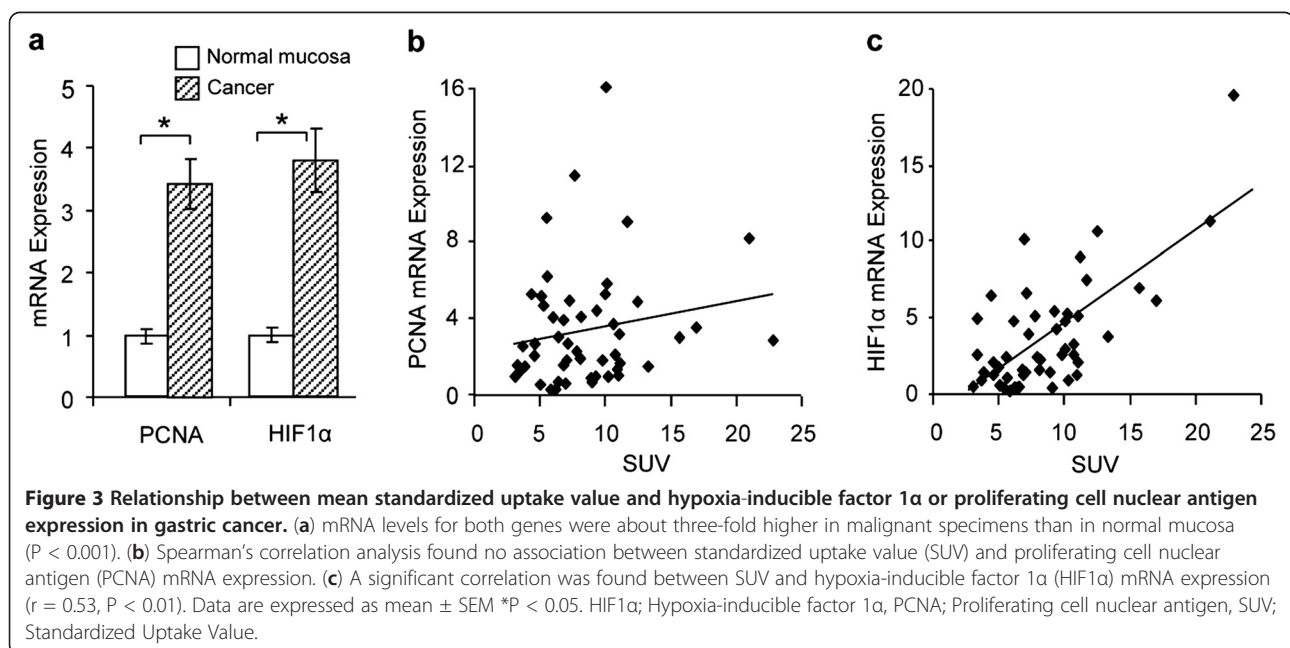 a
Normal mucosa
Cancer
5
4
3
2
1
0
mRNA Expression
*
*
PCNA
HIF1α
b
16
12
8
4
0
PCNA mRNA Expression
0 5 10 15 20 25
SUV
c
20
15
10
5
0
HIF1α mRNA Expression
0 5 10 15 20 25
SUV
Figure 3 Relationship between mean standardized uptake value and hypoxia-inducible factor 1α or proliferating cell nuclear antigen
expression in gastric cancer. (a) mRNA levels for both genes were about three-fold higher in malignant specimens than in normal mucosa
(P < 0.001). (b) Spearman's correlation analysis found no association between standardized uptake value (SUV) and proliferating cell nuclear
antigen (PCNA) mRNA expression. (c) A significant correlation was found between SUV and hypoxia-inducible factor 1α (HIF1α) mRNA expression
(r = 0.53, P < 0.01). Data are expressed as mean ± SEM *P < 0.05. HIF1α; Hypoxia-inducible factor 1α, PCNA; Proliferating cell nuclear antigen, SUV;
Standardized Uptake Value.